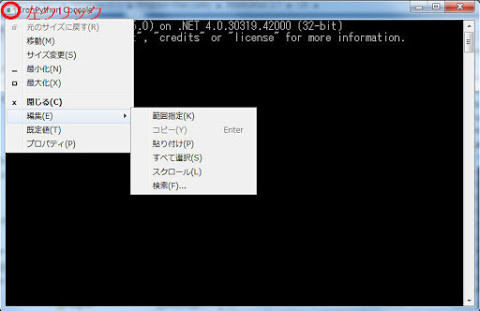 左クリック
IronPython Console
元のサイズに戻す(R)
移動(M)
サイズ変更(S)
最小化(N)
最大化(X)
閉じる(C)
編集(E)
既定値(T)
プロパティ(P)
.0) on .NET 4.0.30319.42000 (32-bit)
", "credits" or "license" for more information.
範囲指定(K)
コピー(Y) Enter
貼り付け(P)
すべて選択(S)
スクロール(L)
検索(F)...